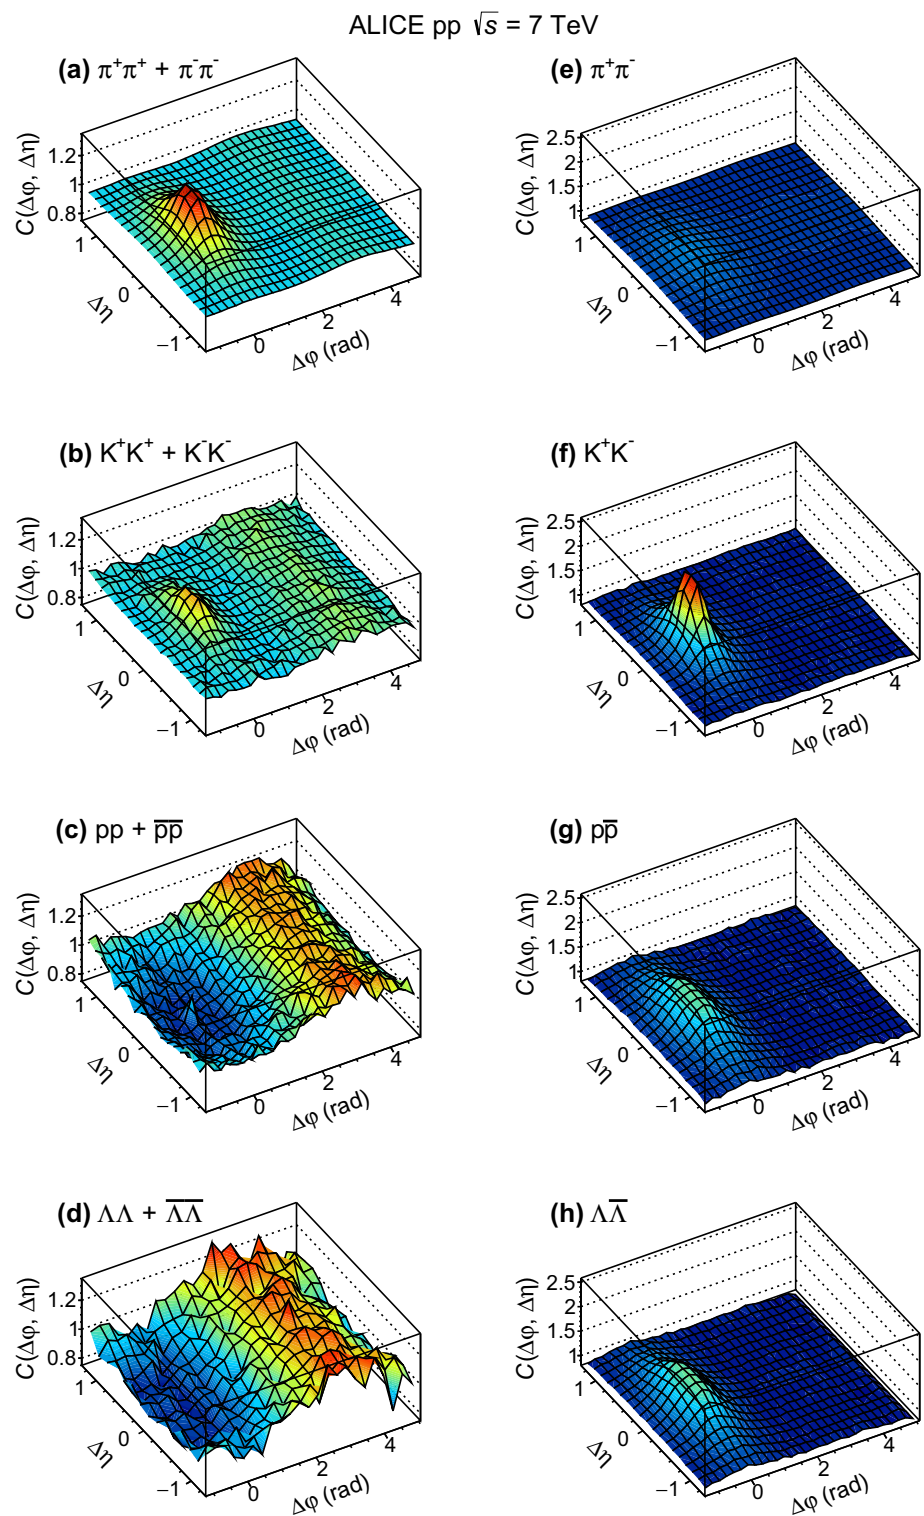 ALICE pp √s = 7 TeV
(a) π⁺π⁺ + π⁻π⁻
C(Δφ, Δη)
1.2
1
0.8
1
0
−1
Δη
0
2
4
Δφ (rad)
(e) π⁺π⁻
C(Δφ, Δη)
2.5
2
1.5
1
1
0
−1
Δη
0
2
4
Δφ (rad)
(b) K⁺K⁺ + K⁻K⁻
C(Δφ, Δη)
1.2
1
0.8
1
0
−1
Δη
0
2
4
Δφ (rad)
(f) K⁺K⁻
C(Δφ, Δη)
2.5
2
1.5
1
1
0
−1
Δη
0
2
4
Δφ (rad)
(c) pp + p̅p̅
C(Δφ, Δη)
1.2
1
0.8
1
0
−1
Δη
0
2
4
Δφ (rad)
(g) pp̅
C(Δφ, Δη)
2.5
2
1.5
1
1
0
−1
Δη
0
2
4
Δφ (rad)
(d) ΛΛ + Λ̅Λ̅
C(Δφ, Δη)
1.2
1
0.8
1
0
−1
Δη
0
2
4
Δφ (rad)
(h) ΛΛ̅
C(Δφ, Δη)
2.5
2
1.5
1
1
0
−1
Δη
0
2
4
Δφ (rad)